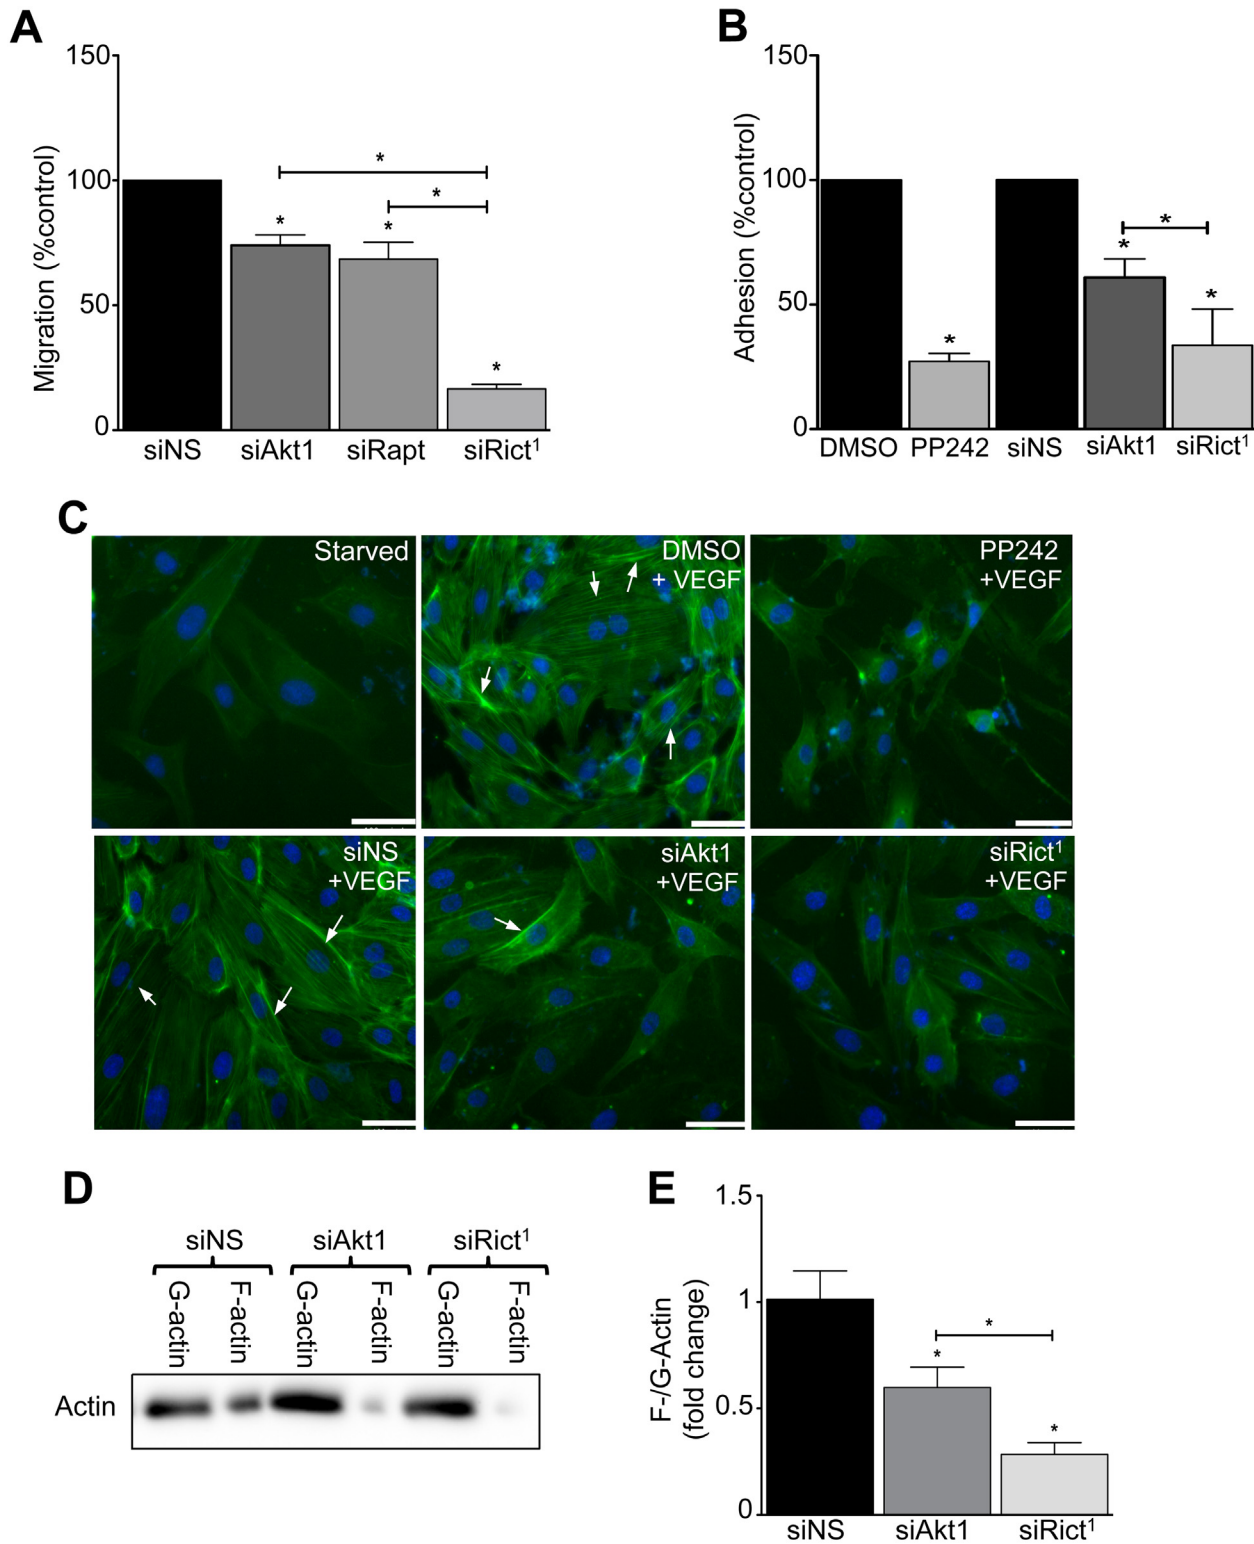 A
150
100
50
0
Migration (%control)
*
*
*
*
*
siNS siAkt1 siRapt siRict¹
B
150
100
50
0
Adhesion (%control)
*
*
*
*
DMSO PP242 siNS siAkt1 siRict¹
C
Starved
DMSO
+ VEGF
PP242
+VEGF
siNS
+VEGF
siAkt1
+VEGF
siRict¹
+VEGF
D
siNS siAkt1 siRict¹
G-actin F-actin G-actin F-actin G-actin F-actin
Actin
E
1.5
1
0.5
0
F-/G-Actin
(fold change)
*
*
*
siNS siAkt1 siRict¹